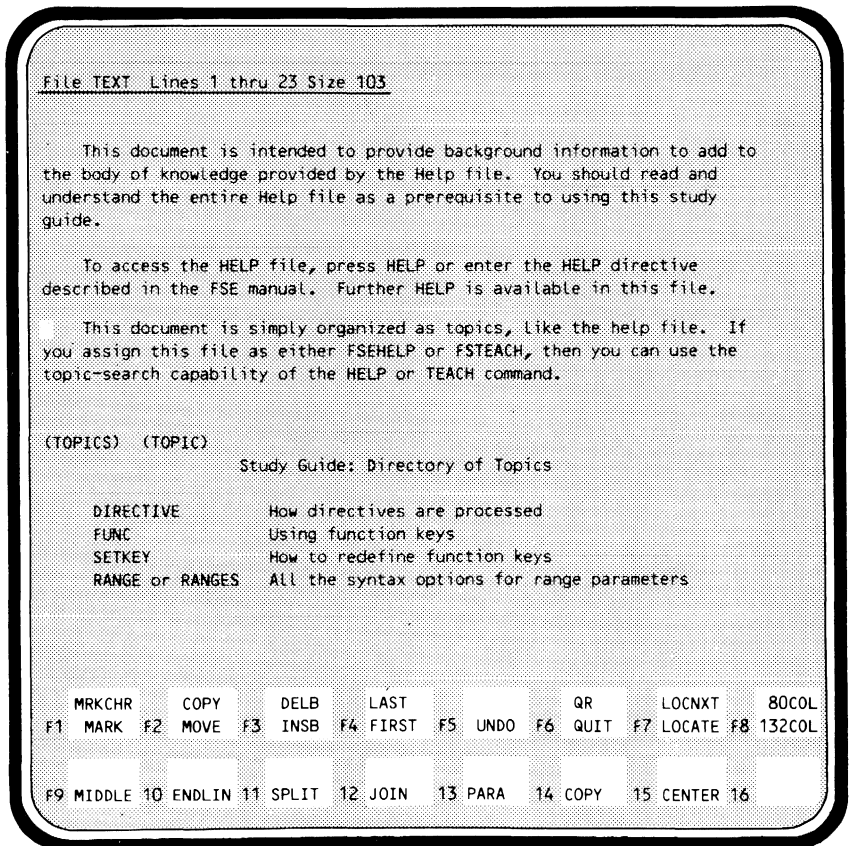 File TEXT  Lines 1 thru 23 Size 103
This document is intended to provide background information to add to
the body of knowledge provided by the Help file.  You should read and
understand the entire Help file as a prerequisite to using this study
guide.
To access the HELP file, press HELP or enter the HELP directive
described in the FSE manual.  Further HELP is available in this file.
This document is simply organized as topics, like the help file.  If
you assign this file as either FSEHELP or FSTEACH, then you can use the
topic-search capability of the HELP or TEACH command.
(TOPICS)  (TOPIC)
Study Guide: Directory of Topics
DIRECTIVE  How directives are processed
FUNC  Using function keys
SETKEY  How to redefine function keys
RANGE or RANGES  All the syntax options for range parameters
MRKCHR  COPY  DELB  LAST  QR  LOCNXT  80COL
F1 MARK F2 MOVE F3 INSB F4 FIRST F5 UNDO F6 QUIT F7 LOCATE F8 132COL
F9 MIDDLE 10 ENDLIN 11 SPLIT 12 JOIN 13 PARA 14 COPY 15 CENTER 16